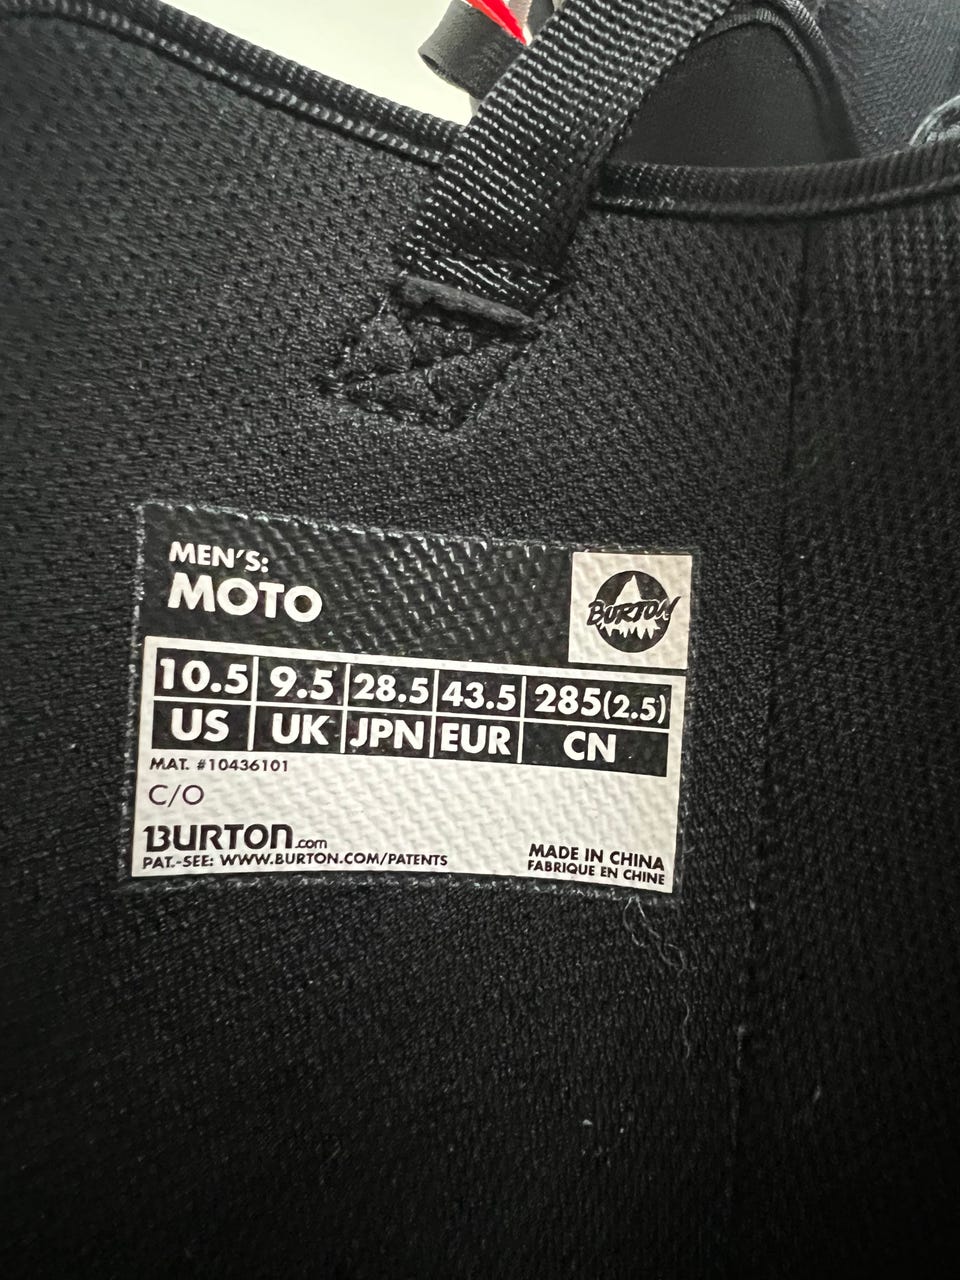 MEN'S:
MOTO
BURTON
10.5 9.5 28.5 43.5 285(2.5)
US UK JPN EUR CN
MAT. #10436101
C/O
BURTON.com
PAT.-SEE: WWW.BURTON.COM/PATENTS
MADE IN CHINA
FABRIQUE EN CHINE